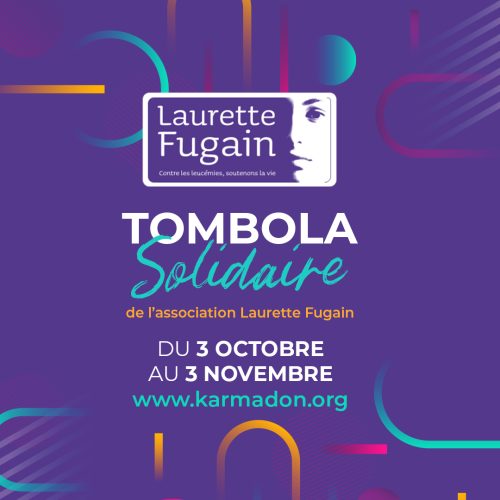 Laurette
Fugain
Contre les leucémies, soutenons la vie
TOMBOLA
Solidaire
de l'association Laurette Fugain
DU 3 OCTOBRE
AU 3 NOVEMBRE
www.karmadon.org